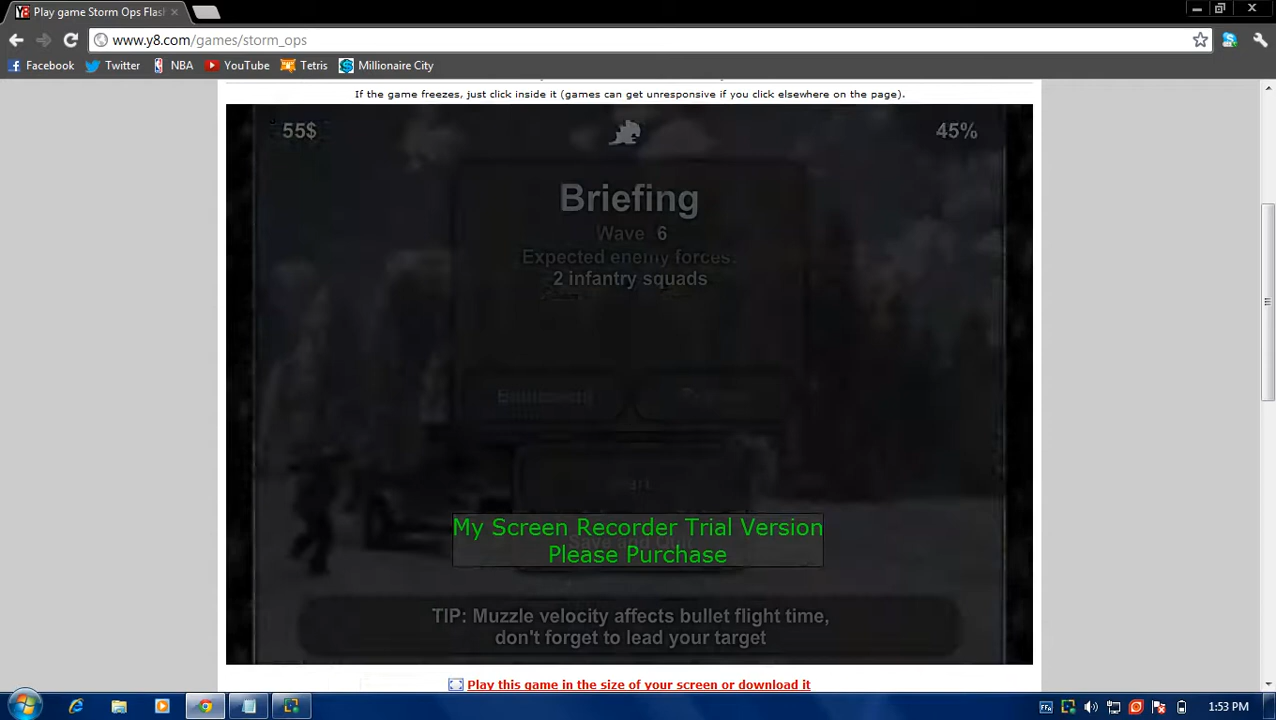 Play game Storm Ops Flash
www.y8.com/games/storm_ops
Facebook
Twitter
NBA
YouTube
Tetris
Millionaire City
If the game freezes, just click inside it (games can get unresponsive if you click elsewhere on the page).
55$
45%
Briefing
Wave 6
Expected enemy forces:
2 infantry squads
My Screen Recorder Trial Version
Save and Quit
Please Purchase
TIP: Muzzle velocity affects bullet flight time,
don't forget to lead your target
Play this game in the size of your screen or download it
1:53 PM